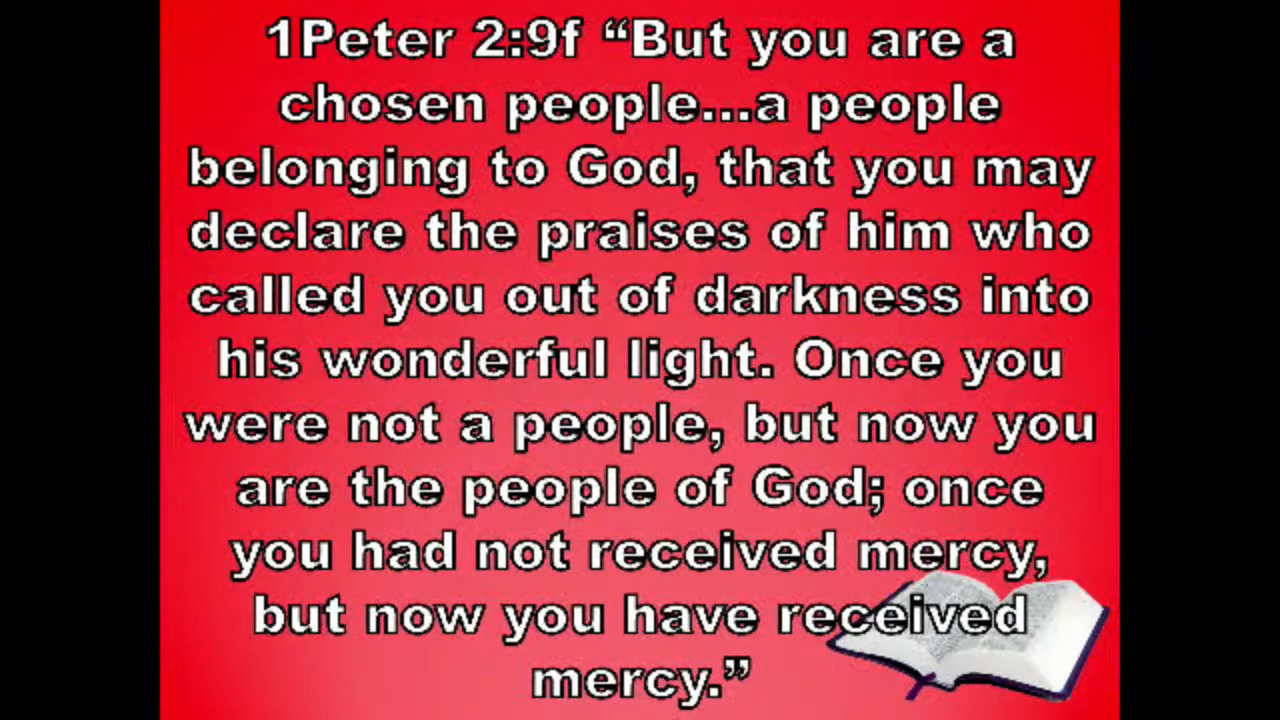 1Peter 2:9f “But you are a
chosen people...a people
belonging to God, that you may
declare the praises of him who
called you out of darkness into
his wonderful light. Once you
were not a people, but now you
are the people of God; once
you had not received mercy,
but now you have received
mercy.”